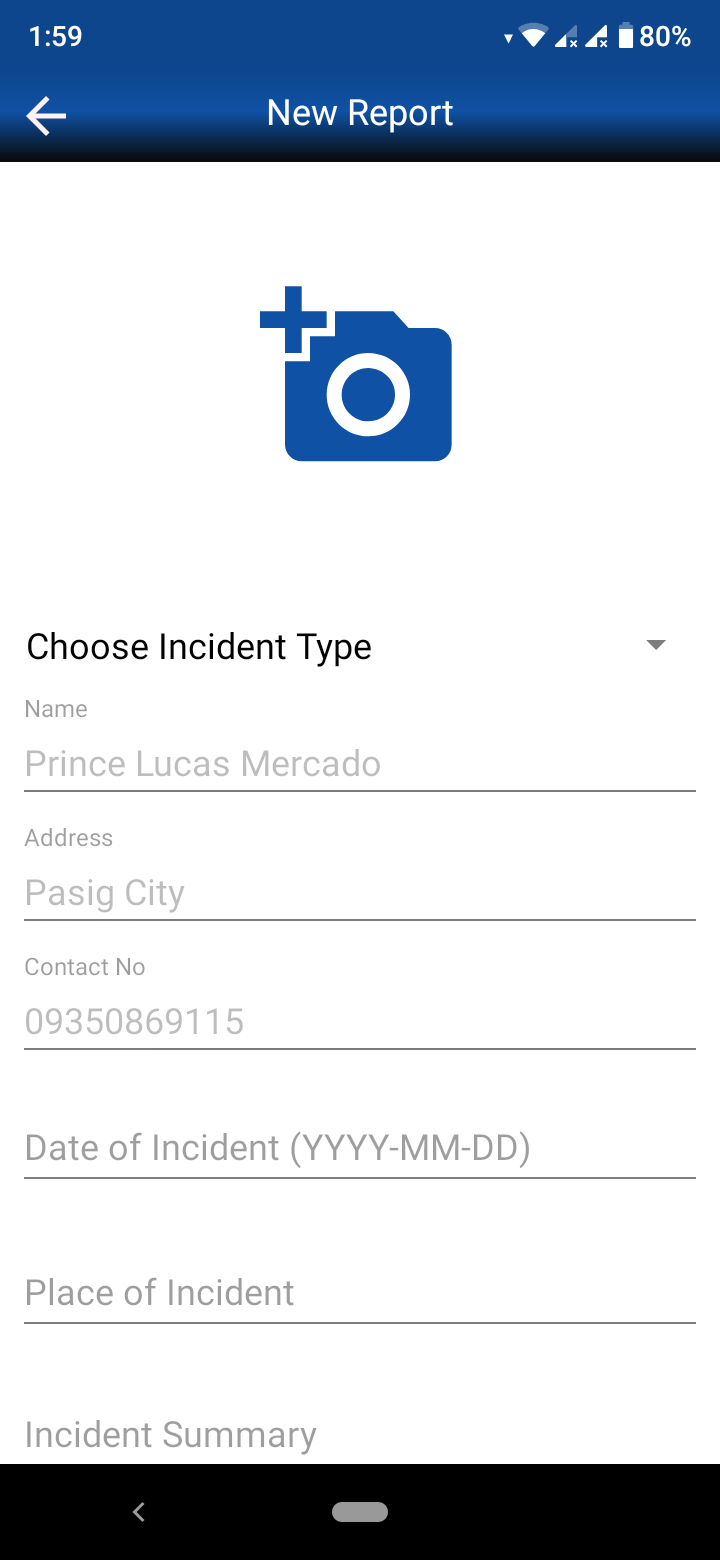 1:59
80%
New Report
Choose Incident Type
Name
Prince Lucas Mercado
Address
Pasig City
Contact No
09350869115
Date of Incident (YYYY-MM-DD)
Place of Incident
Incident Summary